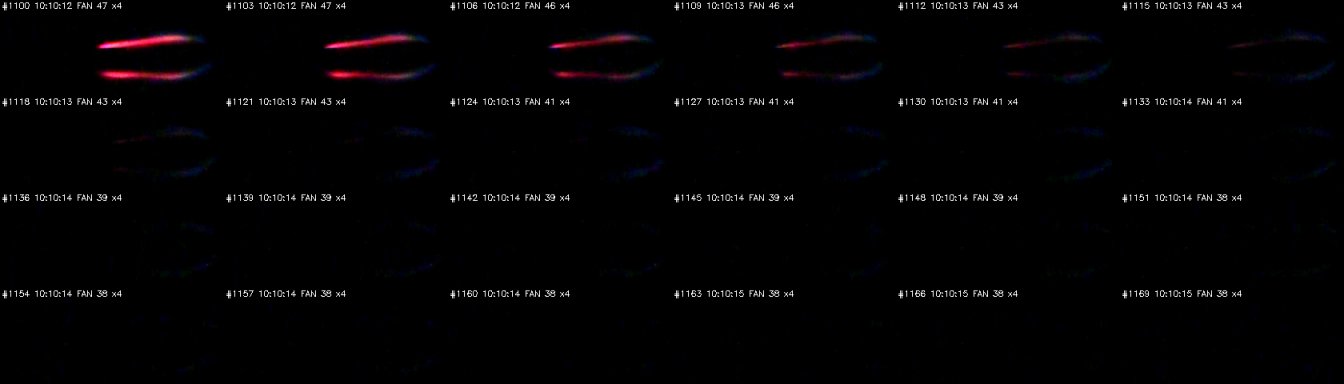 #1100 10:10:12 FAN 47 x4
#1103 10:10:12 FAN 47 x4
#1106 10:10:12 FAN 46 x4
#1109 10:10:13 FAN 46 x4
#1112 10:10:13 FAN 43 x4
#1115 10:10:13 FAN 43 x4
#1118 10:10:13 FAN 43 x4
#1121 10:10:13 FAN 43 x4
#1124 10:10:13 FAN 41 x4
#1127 10:10:13 FAN 41 x4
#1130 10:10:13 FAN 41 x4
#1133 10:10:14 FAN 41 x4
#1136 10:10:14 FAN 39 x4
#1139 10:10:14 FAN 39 x4
#1142 10:10:14 FAN 39 x4
#1145 10:10:14 FAN 39 x4
#1148 10:10:14 FAN 39 x4
#1151 10:10:14 FAN 38 x4
#1154 10:10:14 FAN 38 x4
#1157 10:10:14 FAN 38 x4
#1160 10:10:14 FAN 38 x4
#1163 10:10:15 FAN 38 x4
#1166 10:10:15 FAN 38 x4
#1169 10:10:15 FAN 38 x4